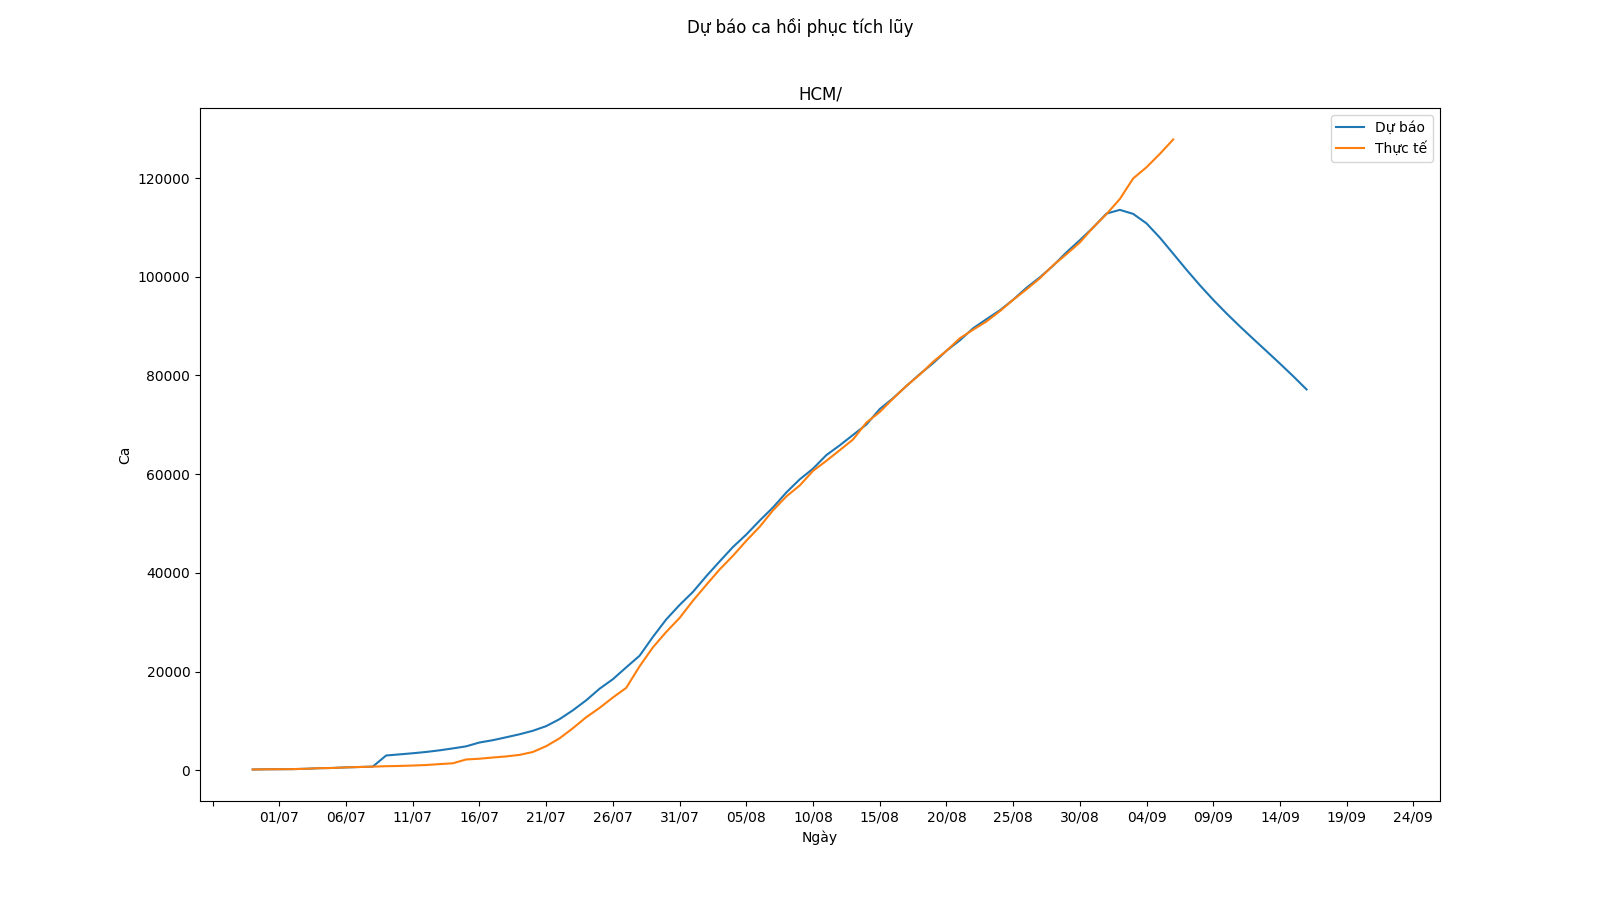 Dự báo ca hồi phục tích lũy
HCM/
Dự báo
Thực tế
120000
100000
80000
60000
40000
20000
0
Ca
01/07 06/07 11/07 16/07 21/07 26/07 31/07 05/08 10/08 15/08 20/08 25/08 30/08 04/09 09/09 14/09 19/09 24/09
Ngày